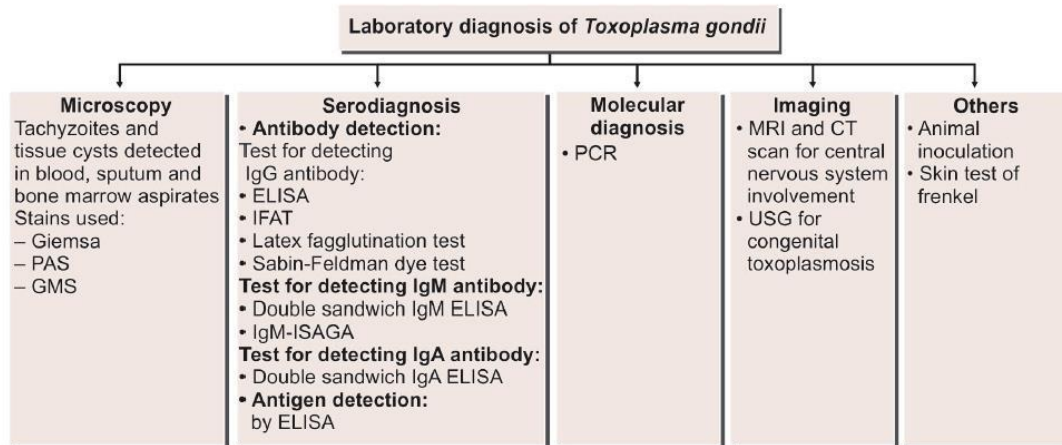 Laboratory diagnosis of Toxoplasma gondii
Microscopy
Tachyzoites and
tissue cysts detected
in blood, sputum and
bone marrow aspirates
Stains used:
– Giemsa
– PAS
– GMS
Serodiagnosis
• Antibody detection:
Test for detecting
IgG antibody:
• ELISA
• IFAT
• Latex fagglutination test
• Sabin-Feldman dye test
Test for detecting IgM antibody:
• Double sandwich IgM ELISA
• IgM-ISAGA
Test for detecting IgA antibody:
• Double sandwich IgA ELISA
• Antigen detection:
by ELISA
Molecular
diagnosis
• PCR
Imaging
• MRI and CT
scan for central
nervous system
involvement
• USG for
congenital
toxoplasmosis
Others
• Animal
inoculation
• Skin test of
frenkel